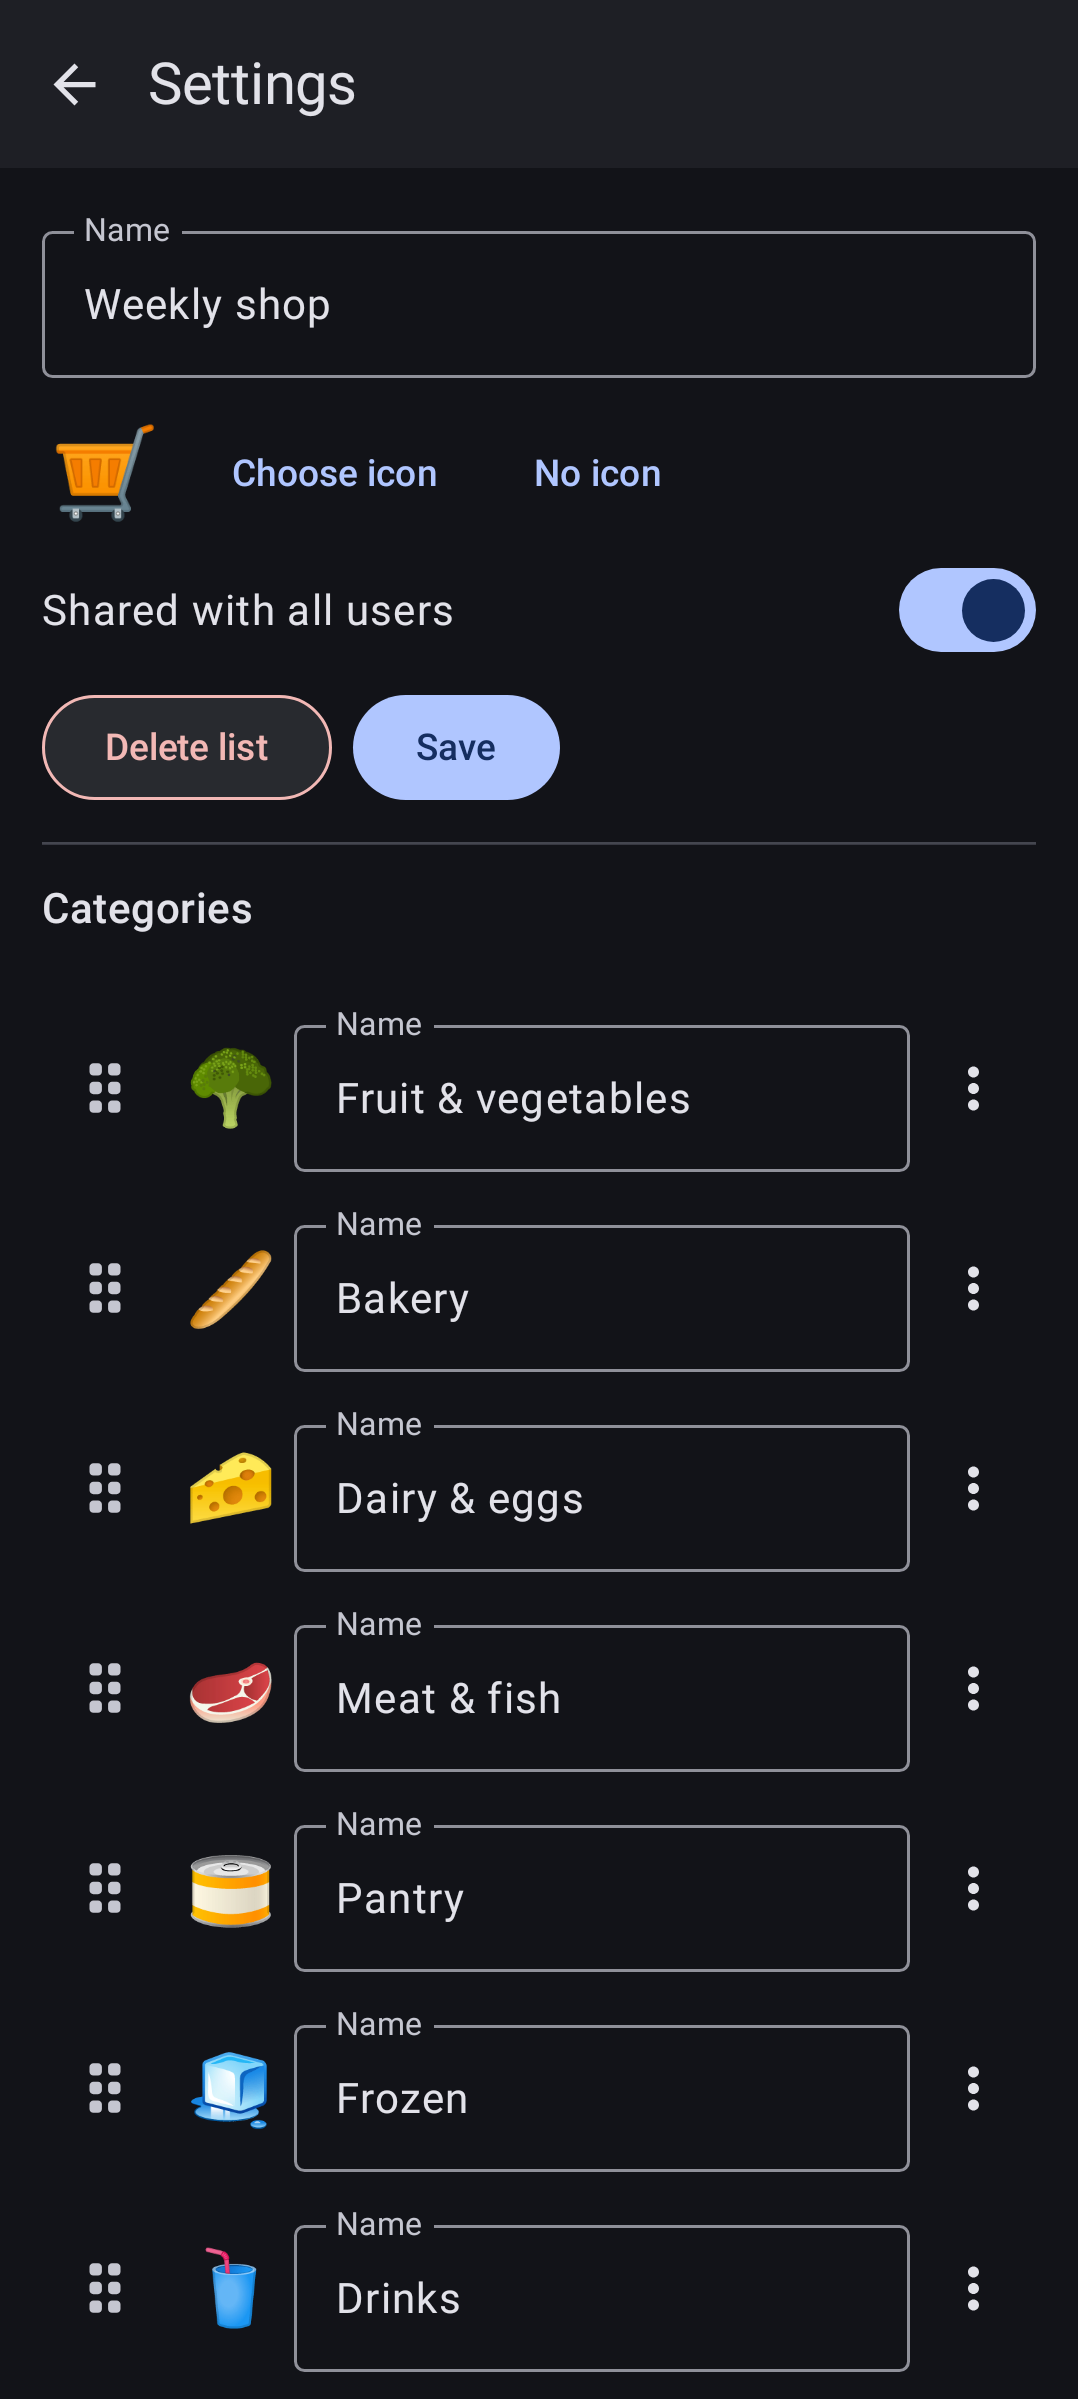 Settings
Name
Weekly shop
Choose icon
No icon
Shared with all users
Delete list
Save
Categories
Name
Fruit & vegetables
Name
Bakery
Name
Dairy & eggs
Name
Meat & fish
Name
Pantry
Name
Frozen
Name
Drinks